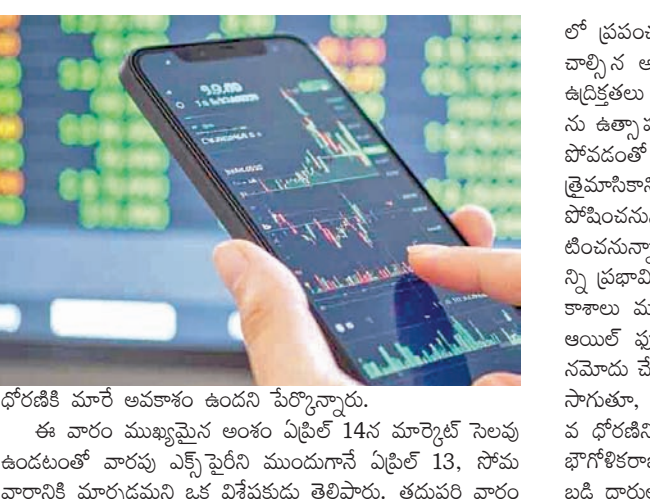 ధోరణికి మారే అవకాశం ఉందని పేర్కొన్నారు.
ఈ వారం ముఖ్యమైన అంశం ఏప్రిల్ 14న మార్కెట్ సెలవు
ఉండటంతో వారపు ఎక్స్‌పైరీని ముందుగానే ఏప్రిల్ 13, సోమ
వారానికి మార్చడమని ఒక విశ్లేషకుడు తెలిపారు. తదుపరి వారం
లో ప్రపంచ
చాల్సిన అ
ఉద్రిక్తతలు
ను ఉత్సాహ
పోవడంతో
త్రైమాసికాని
పోషించను
టించనున్నా
న్ని ప్రభావి
కాశాలు ము
ఆయిల్ ఫ్యూ
నమోదు చే
సాగుతూ,
వ ధోరణిని
భౌగోళికరా
బడి దారుల